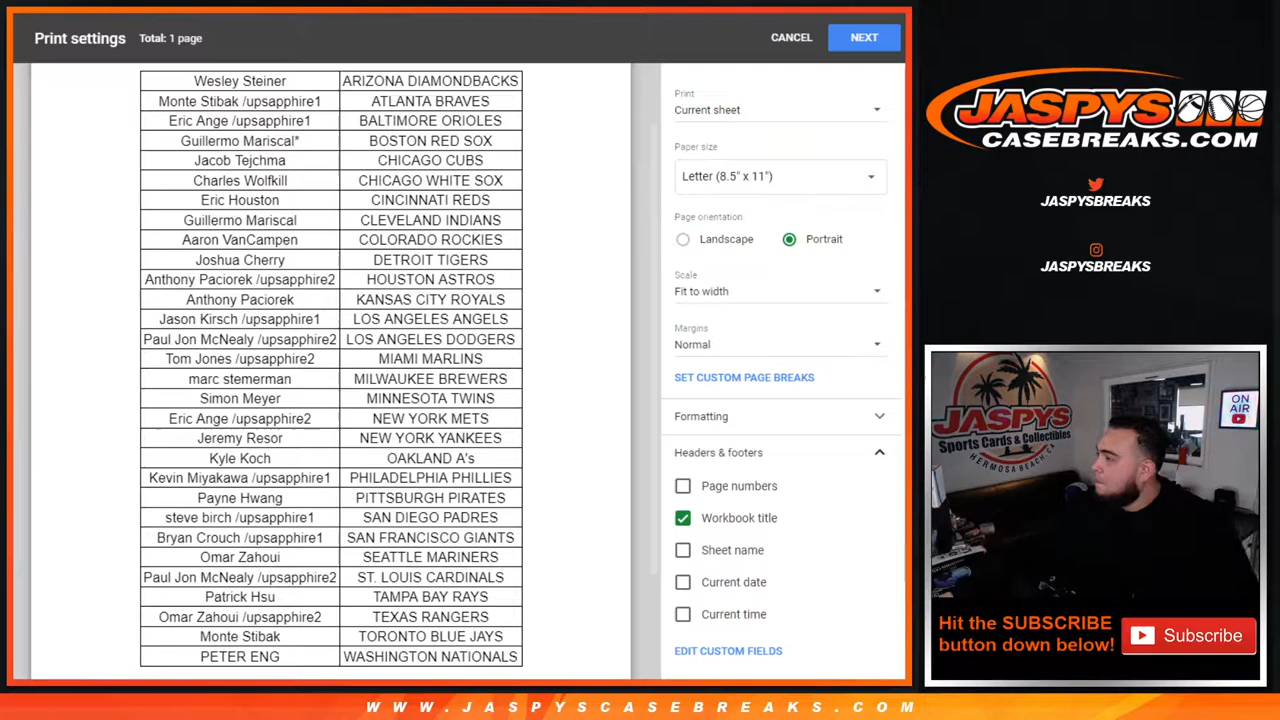 Print settings Total: 1 page CANCEL NEXT
Wesley Steiner ARIZONA DIAMONDBACKS
Monte Stibak /upsapphire1 ATLANTA BRAVES
Eric Ange /upsapphire1 BALTIMORE ORIOLES
Guillermo Mariscal* BOSTON RED SOX
Jacob Tejchma CHICAGO CUBS
Charles Wolfkill CHICAGO WHITE SOX
Eric Houston CINCINNATI REDS
Guillermo Mariscal CLEVELAND INDIANS
Aaron VanCampen COLORADO ROCKIES
Joshua Cherry DETROIT TIGERS
Anthony Paciorek /upsapphire2 HOUSTON ASTROS
Anthony Paciorek KANSAS CITY ROYALS
Jason Kirsch /upsapphire1 LOS ANGELES ANGELS
Paul Jon McNealy /upsapphire2 LOS ANGELES DODGERS
Tom Jones /upsapphire2 MIAMI MARLINS
marc stemerman MILWAUKEE BREWERS
Simon Meyer MINNESOTA TWINS
Eric Ange /upsapphire2 NEW YORK METS
Jeremy Resor NEW YORK YANKEES
Kyle Koch OAKLAND A's
Kevin Miyakawa /upsapphire1 PHILADELPHIA PHILLIES
Payne Hwang PITTSBURGH PIRATES
steve birch /upsapphire1 SAN DIEGO PADRES
Bryan Crouch /upsapphire1 SAN FRANCISCO GIANTS
Omar Zahoui SEATTLE MARINERS
Paul Jon McNealy /upsapphire2 ST. LOUIS CARDINALS
Patrick Hsu TAMPA BAY RAYS
Omar Zahoui /upsapphire2 TEXAS RANGERS
Monte Stibak TORONTO BLUE JAYS
PETER ENG WASHINGTON NATIONALS
Print
Current sheet
Paper size
Letter (8.5" x 11")
Page orientation
Landscape Portrait
Scale
Fit to width
Margins
Normal
SET CUSTOM PAGE BREAKS
Formatting
Headers & footers
Page numbers
Workbook title
Sheet name
Current date
Current time
EDIT CUSTOM FIELDS
JASPYS
CASEBREAKS.COM
JASPYSBREAKS
JASPYSBREAKS
JASPYS
Sports Cards & Collectibles
HERMOSA BEACH, CA
ON
AIR
Hit the SUBSCRIBE
button down below!
Subscribe
WWW.JASPYSCASEBREAKS.COM